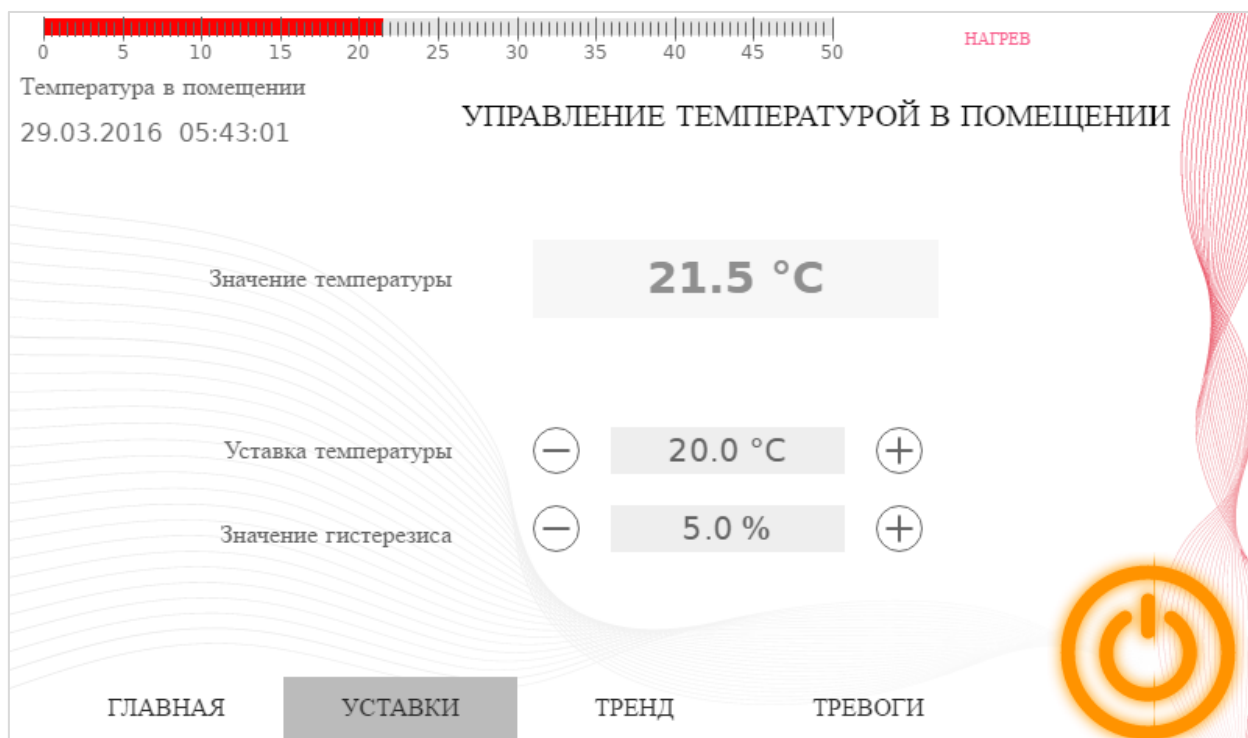 0 5 10 15 20 25 30 35 40 45 50
НАГРЕВ
Температура в помещении
29.03.2016 05:43:01
УПРАВЛЕНИЕ ТЕМПЕРАТУРОЙ В ПОМЕЩЕНИИ
Значение температуры 21.5 °C
Уставка температуры 20.0 °C
Значение гистерезиса 5.0 %
ГЛАВНАЯ УСТАВКИ ТРЕНД ТРЕВОГИ